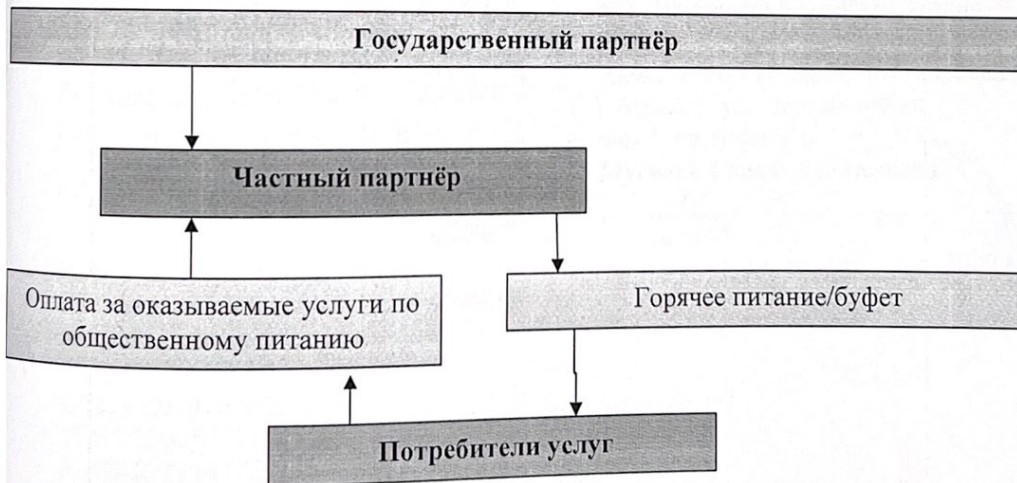 Государственный партнёр
Частный партнёр
Оплата за оказываемые услуги по
общественному питанию
Горячее питание/буфет
Потребители услуг